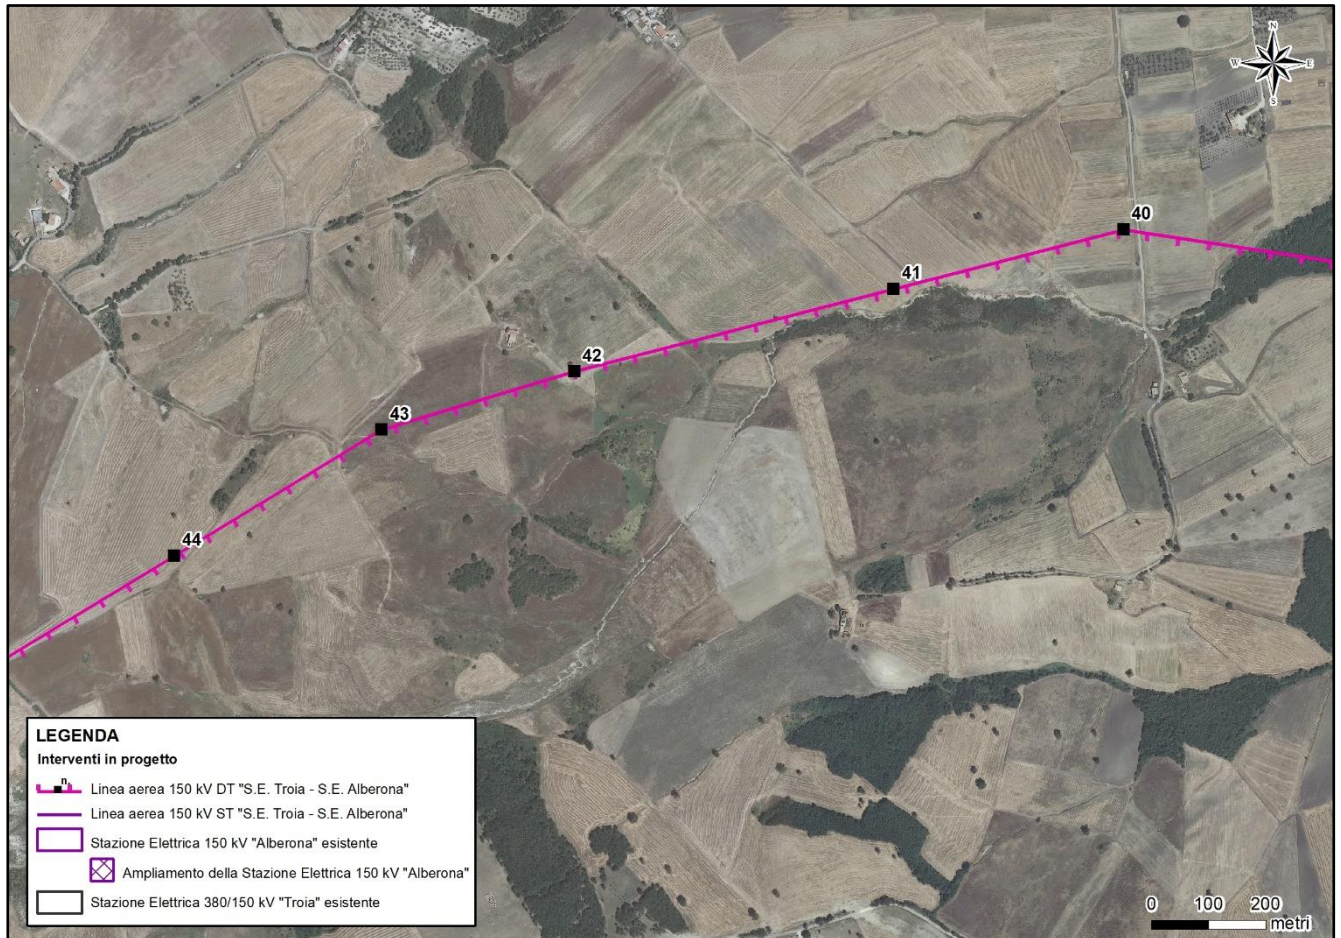 N
W E
S
40
41
42
43
44
LEGENDA
Interventi in progetto
n
Linea aerea 150 kV DT "S.E. Troia - S.E. Alberona"
Linea aerea 150 kV ST "S.E. Troia - S.E. Alberona"
Stazione Elettrica 150 kV "Alberona" esistente
Ampliamento della Stazione Elettrica 150 kV "Alberona"
Stazione Elettrica 380/150 kV "Troia" esistente
0 100 200
metri